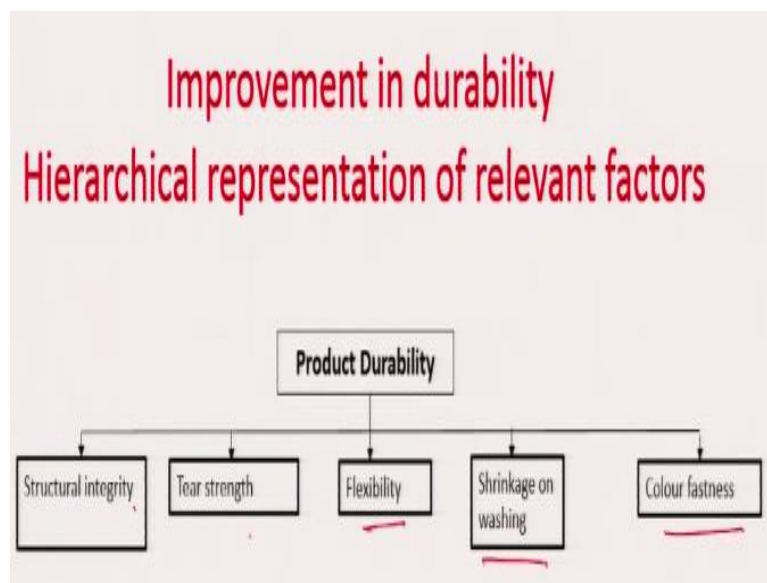 Improvement in durability
Hierarchical representation of relevant factors
Product Durability
Structural integrity
Tear strength
Flexibility
Shrinkage on
washing
Colour fastness